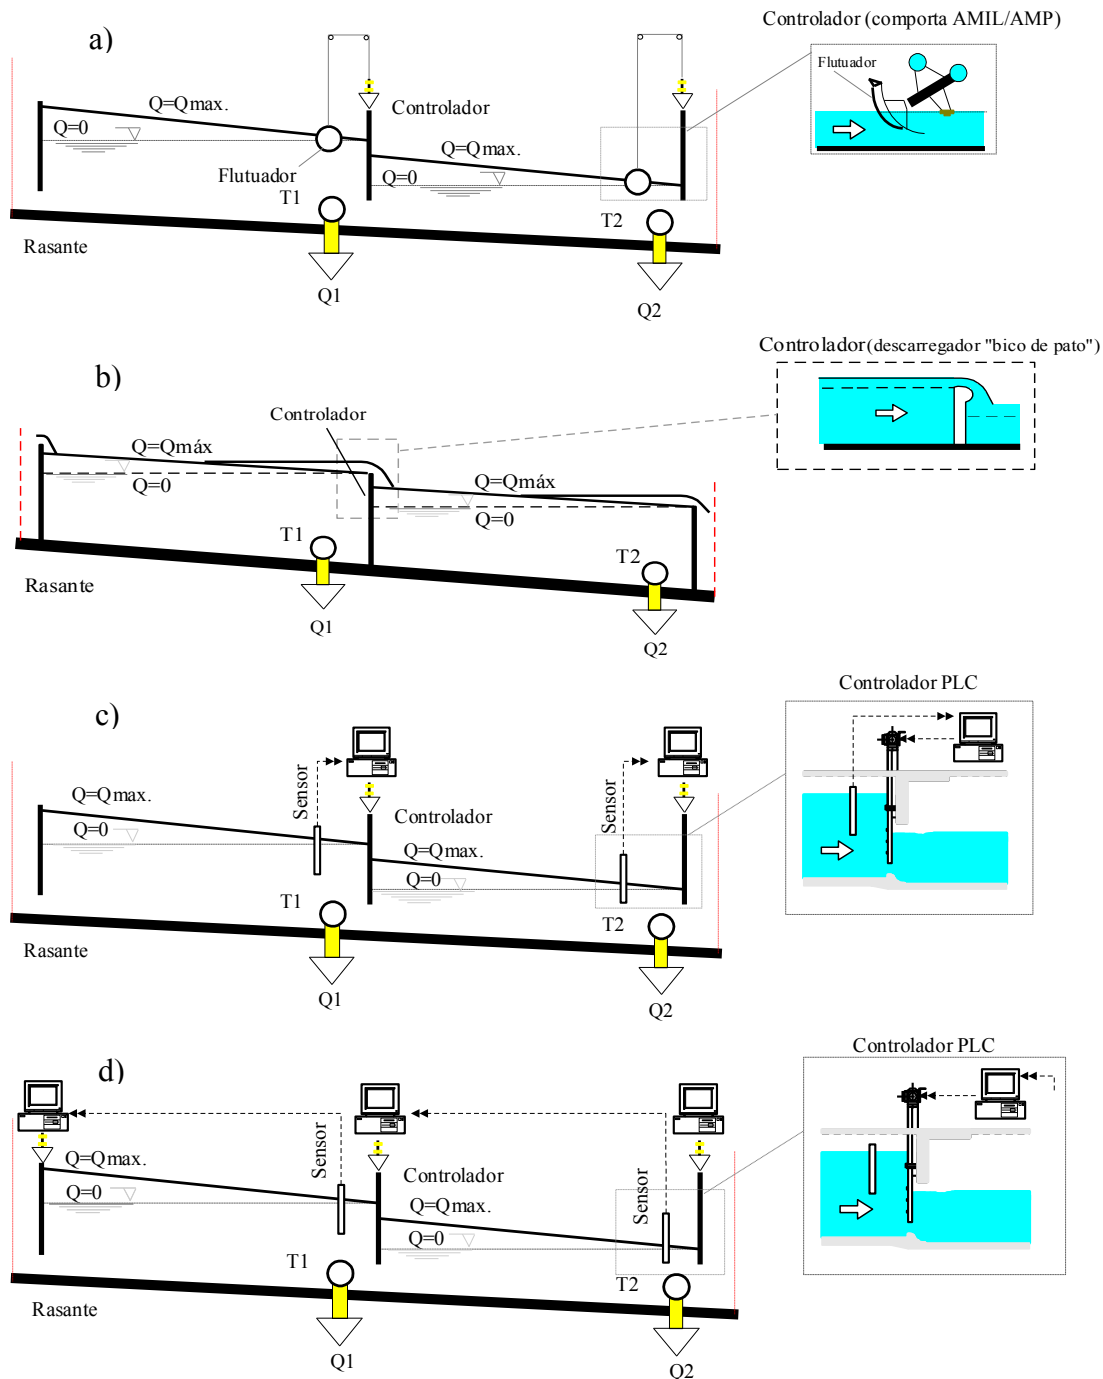 a)
Controlador (comporta AMIL/AMP)
Flutuador
Q=Qmax.
Q=0
Controlador
Flutuador
Q=Qmax.
Q=0
T1
T2
Rasante
Q1
Q2
b)
Controlador (descarregador "bico de pato")
Controlador
Q=Qmáx
Q=0
Q=Qmáx
Q=0
T1
T2
Rasante
Q1
Q2
c)
Controlador PLC
Sensor
Sensor
Q=Qmax.
Q=0
Controlador
Q=Qmax.
Q=0
T1
T2
Rasante
Q1
Q2
d)
Controlador PLC
Sensor
Sensor
Q=Qmax.
Q=0
Controlador
Q=Qmax.
Q=0
T1
T2
Rasante
Q1
Q2